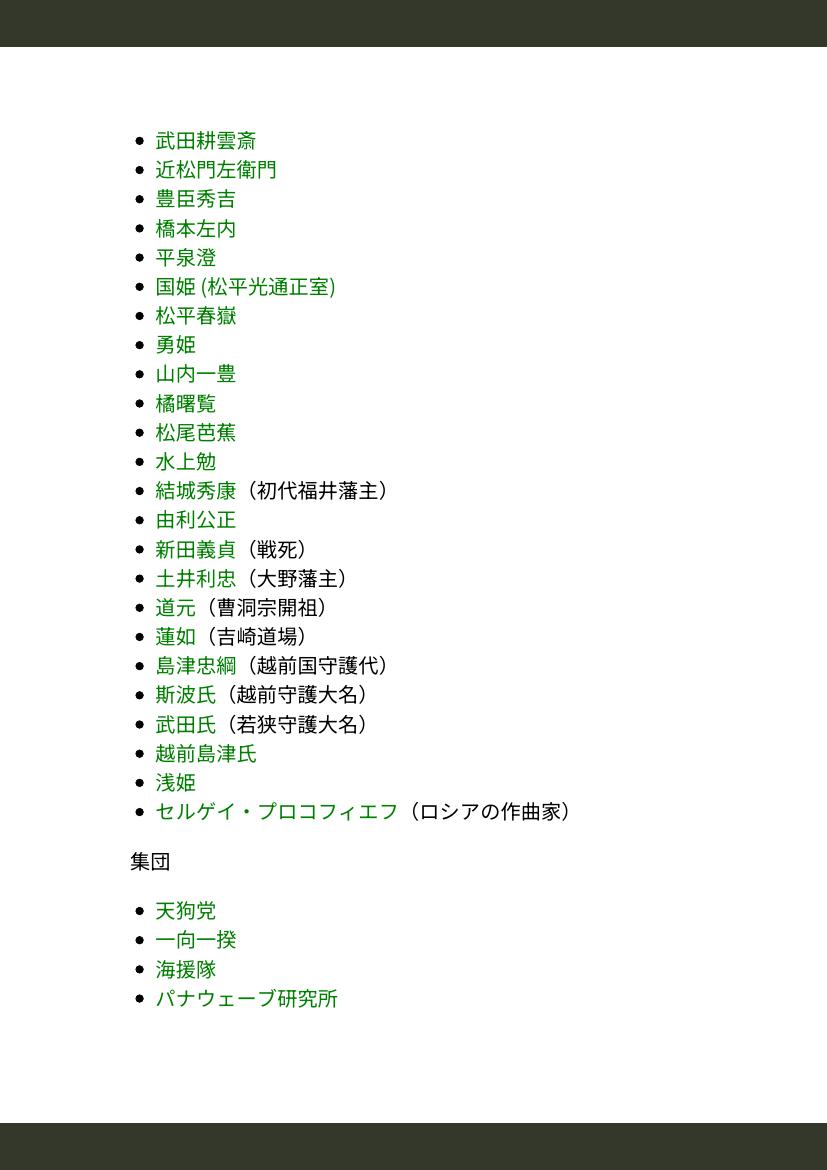 武田耕雲斎
近松門左衛門
豊臣秀吉
橋本左内
平泉澄
国姫 (松平光通正室)
松平春嶽
勇姫
山内一豊
橘曙覧
松尾芭蕉
水上勉
結城秀康（初代福井藩主）
由利公正
新田義貞（戦死）
土井利忠（大野藩主）
道元（曹洞宗開祖）
蓮如（吉崎道場）
島津忠綱（越前国守護代）
斯波氏（越前守護大名）
武田氏（若狭守護大名）
越前島津氏
浅姫
セルゲイ・プロコフィエフ（ロシアの作曲家）
集団
天狗党
一向一揆
海援隊
パナウェーブ研究所